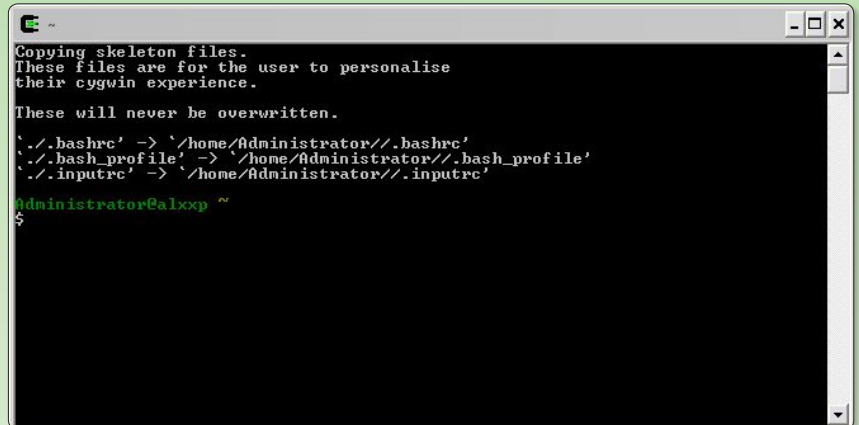 ~
Copying skeleton files.
These files are for the user to personalise
their cygwin experience.
These will never be overwritten.
`./.bashrc' -> `/home/Administrator//.bashrc'
`./.bash_profile' -> `/home/Administrator//.bash_profile'
`./.inputrc' -> `/home/Administrator//.inputrc'
Administrator@alxxp ~
$